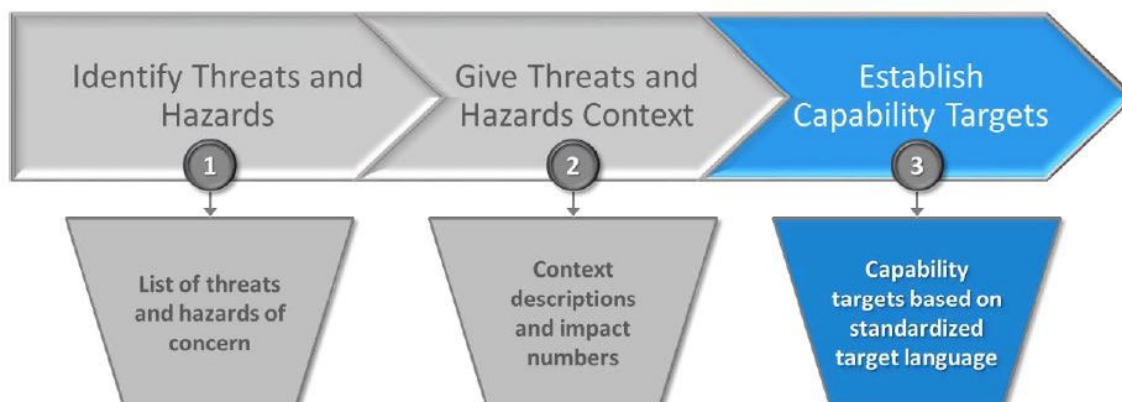 Identify Threats and
Hazards
1
Give Threats and
Hazards Context
2
Establish
Capability Targets
3
List of threats
and hazards of
concern
Context
descriptions
and impact
numbers
Capability
targets based on
standardized
target language